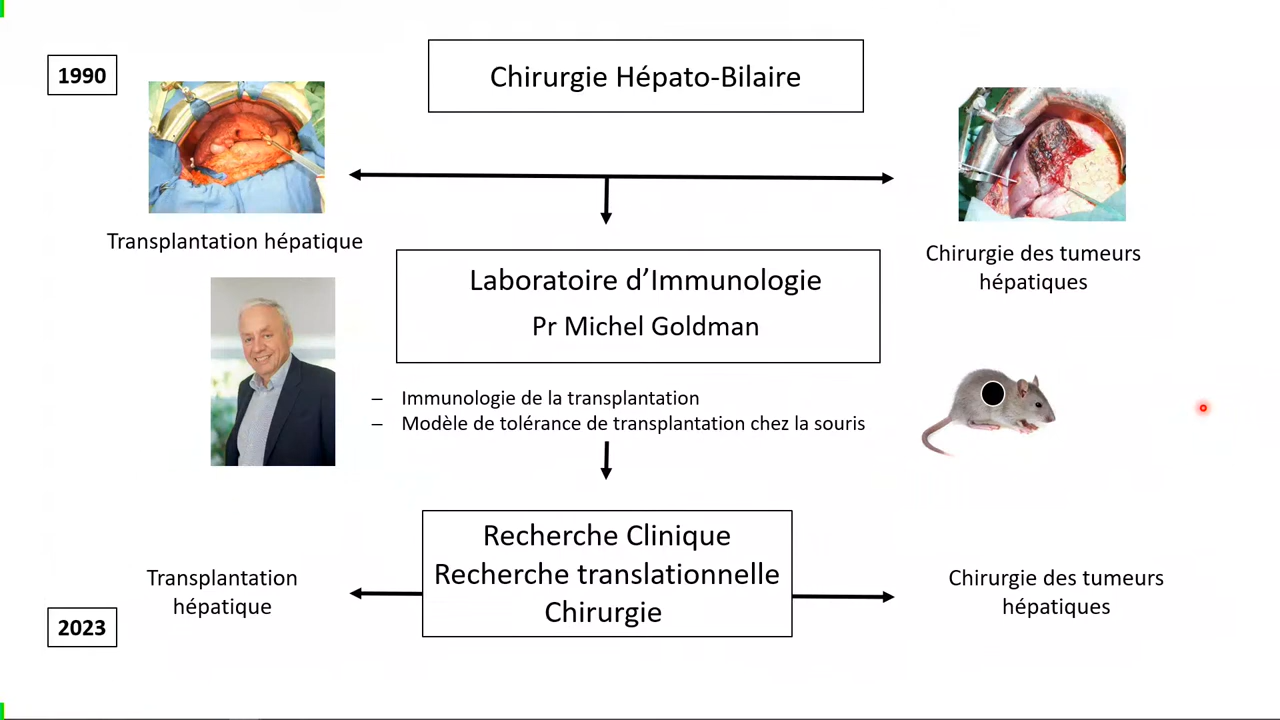 1990
Chirurgie Hépato-Bilaire
Transplantation hépatique
Chirurgie des tumeurs
hépatiques
Laboratoire d’Immunologie
Pr Michel Goldman
– Immunologie de la transplantation
– Modèle de tolérance de transplantation chez la souris
Recherche Clinique
Recherche translationnelle
Chirurgie
Transplantation
hépatique
Chirurgie des tumeurs
hépatiques
2023